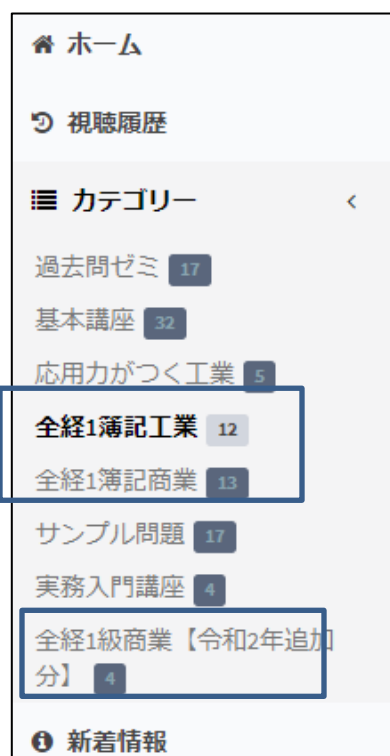 ホーム
視聴履歴
カテゴリー
過去問ゼミ 17
基本講座 32
応用力がつく工業 5
全経1簿記工業 12
全経1簿記商業 13
サンプル問題 17
実務入門講座 4
全経1級商業【令和2年追加
分】 4
新着情報